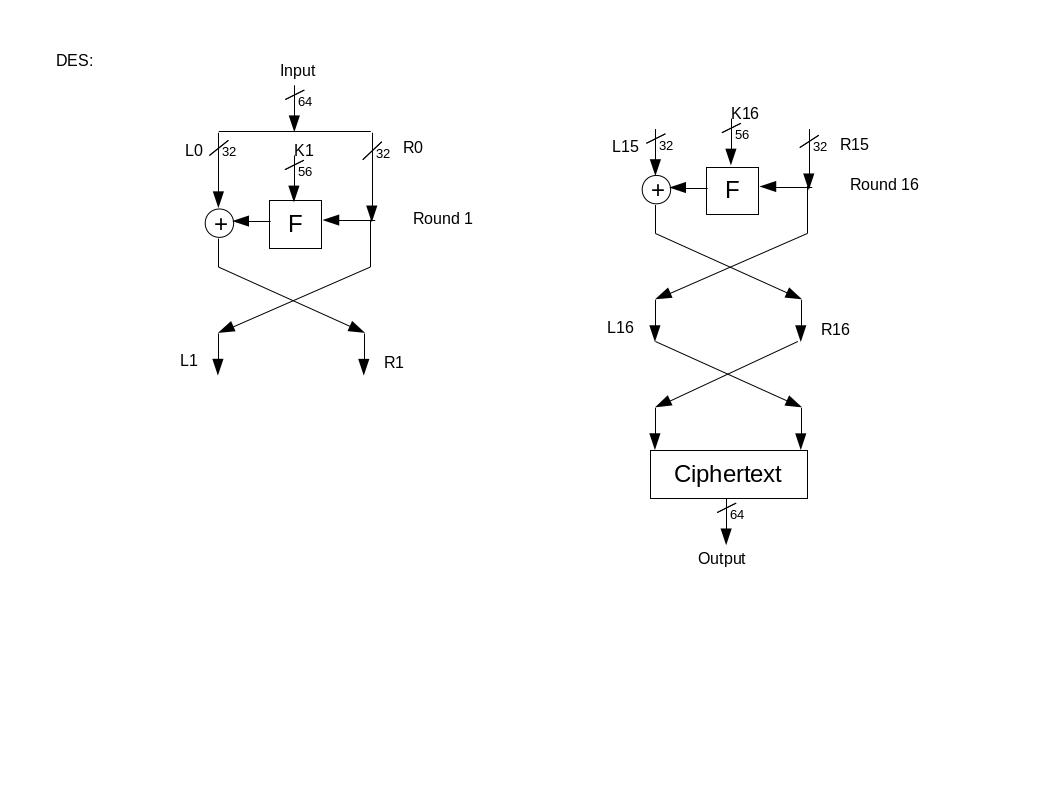 DES:
Input
64
L0
32
K1
56
32
R0
+
F
Round 1
L1
R1
K16
56
L15
32
32
R15
+
F
Round 16
L16
R16
Ciphertext
64
Output